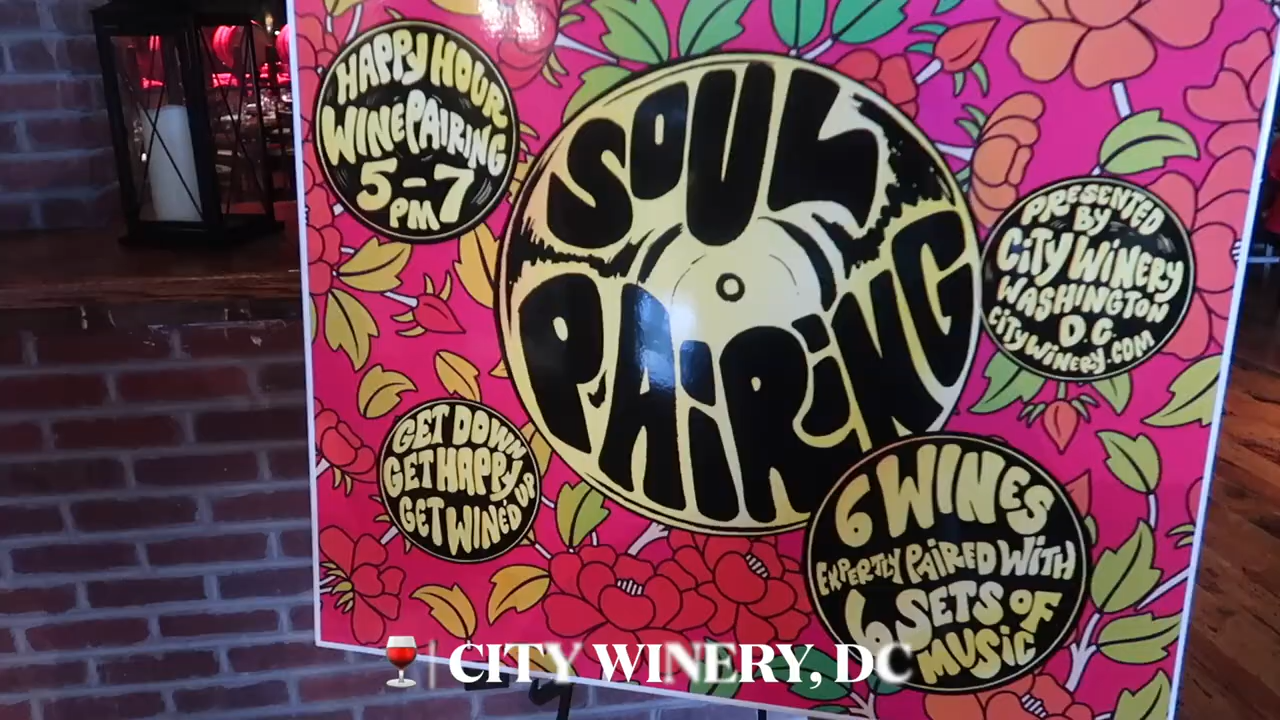 HAPPY HOUR
WINE PAIRING
5-7
PM
SOUL
PAIRING
PRESENTED
BY
CITY WINERY
WASHINGTON
D.C
CITYWINERY.COM
GET DOWN
GET HAPPY
GET WINED UP
6 WINES
EXPERTLY PAIRED WITH
6 SETS OF
MUSIC
🍷| CITY WINERY, DC